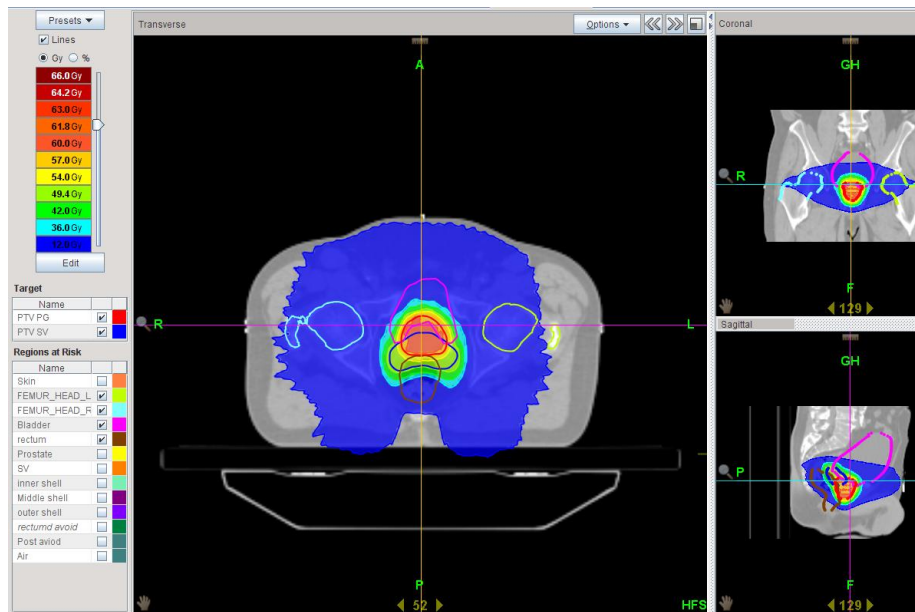 Presets
Lines
Gy %
66.0 Gy
64.2 Gy
63.0 Gy
61.8 Gy
60.0 Gy
57.0 Gy
54.0 Gy
49.4 Gy
42.0 Gy
36.0 Gy
12.0 Gy
Edit
Target
Name
PTV PG
PTV SV
Regions at Risk
Name
Skin
FEMUR_HEAD_L
FEMUR_HEAD_R
Bladder
rectum
Prostate
SV
inner shell
Middle shell
outer shell
rectumd avoid
Post aviod
Air
Transverse
Options
A
R
L
P
52
HFS
Coronal
GH
R
F
129
Sagittal
GH
P
F
129